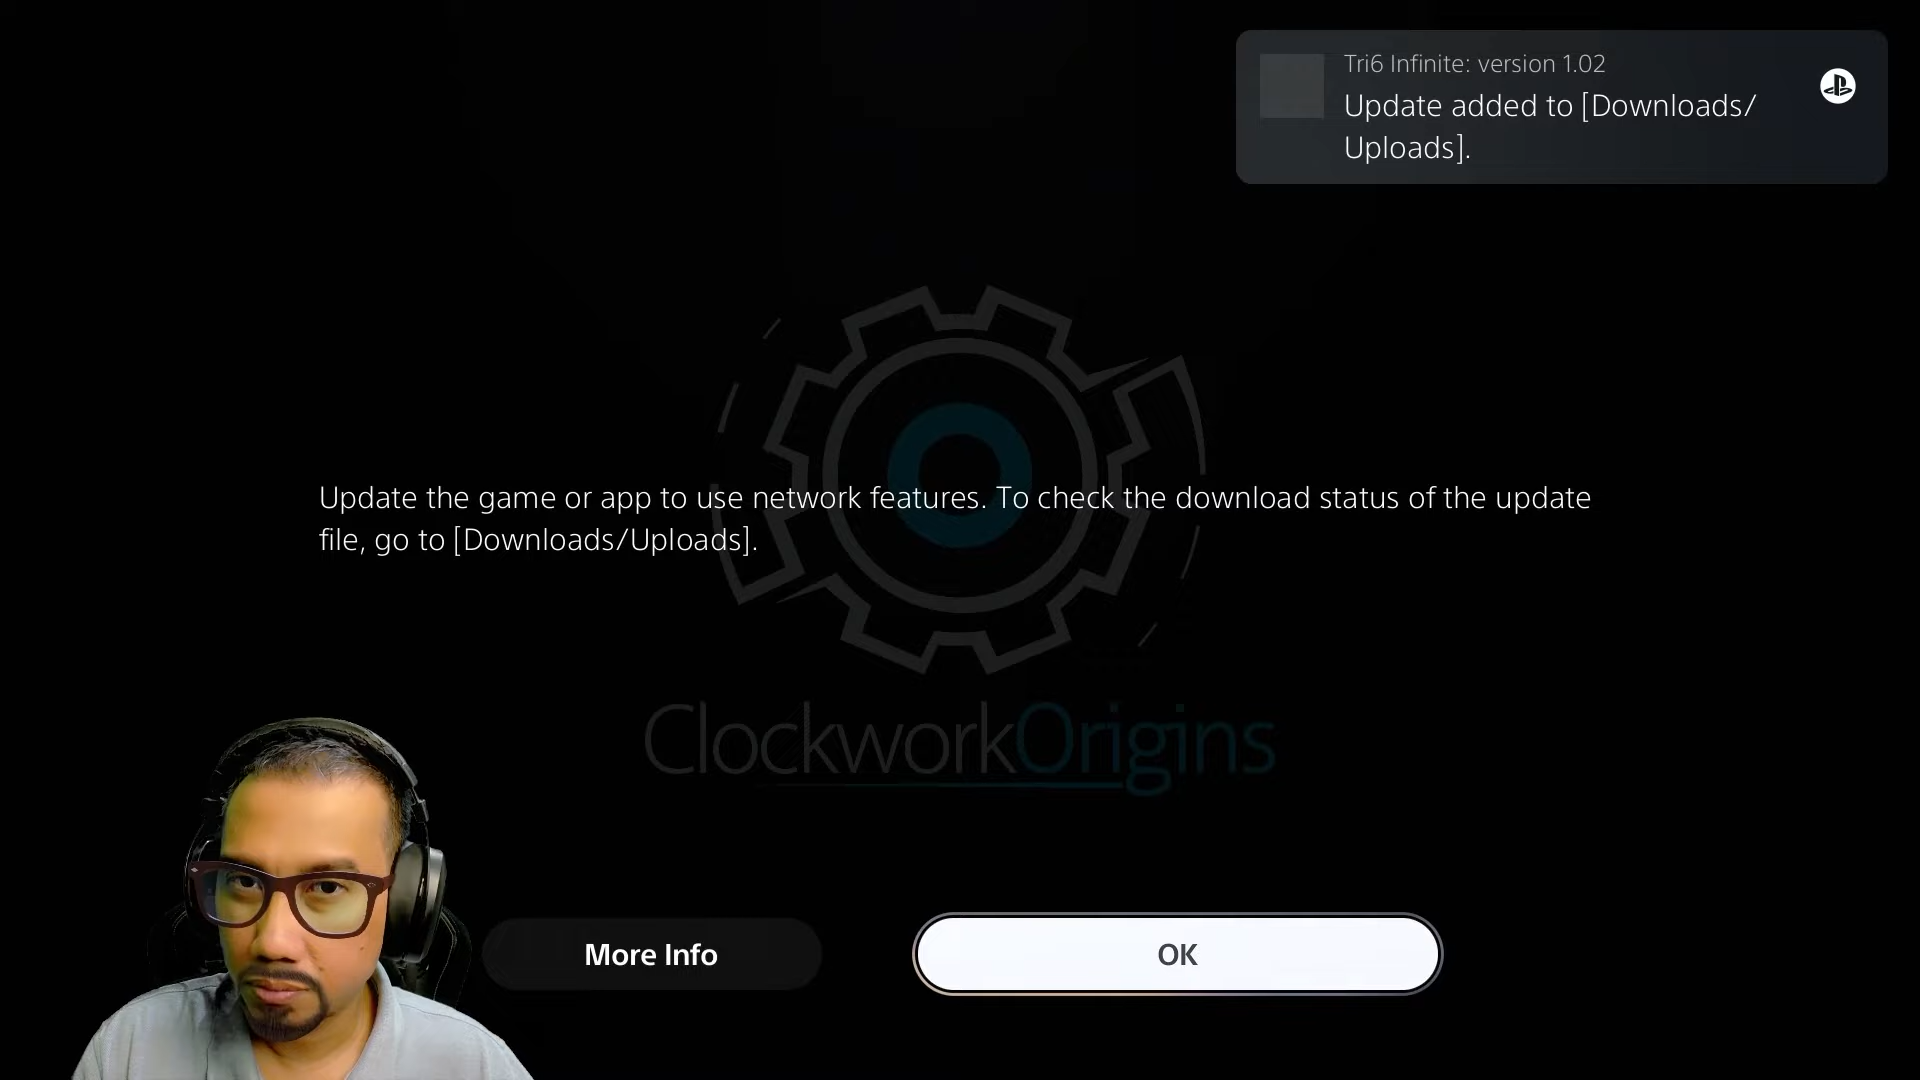 Tri6 Infinite: version 1.02
Update added to [Downloads/
Uploads].
Update the game or app to use network features. To check the download status of the update
file, go to [Downloads/Uploads].
ClockworkOrigins
More Info
OK